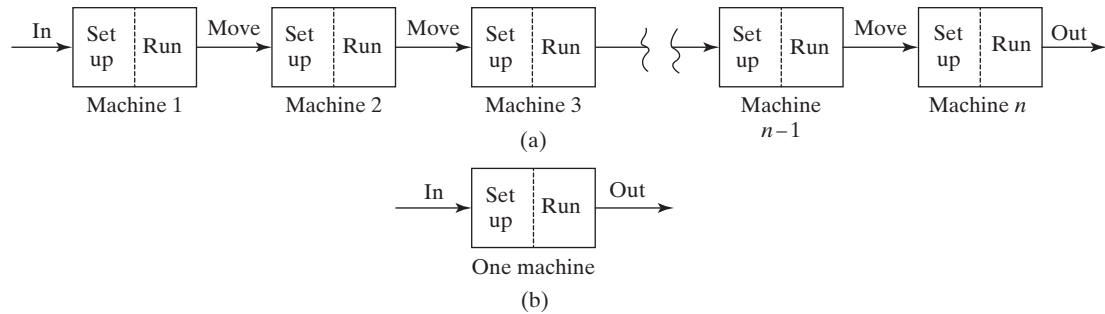 In
Set up
Run
Move
Set up
Run
Move
Set up
Run
Set up
Run
Move
Set up
Run
Out
Machine 1
Machine 2
Machine 3
Machine n–1
Machine n
(a)
In
Set up
Run
Out
One machine
(b)